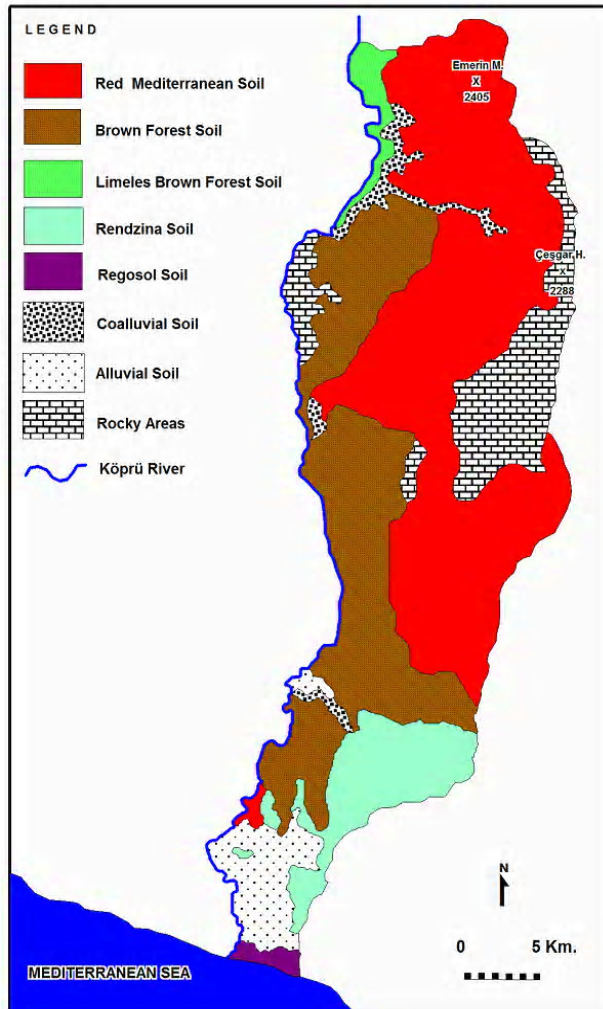 LEGEND
Red Mediterranean Soil
Brown Forest Soil
Limeles Brown Forest Soil
Rendzina Soil
Regosol Soil
Coalluvial Soil
Alluvial Soil
Rocky Areas
Köprü River
Emerin M.
X
2405
Çeşgar H.
x
2288
N
0 5 Km.
MEDITERRANEAN SEA